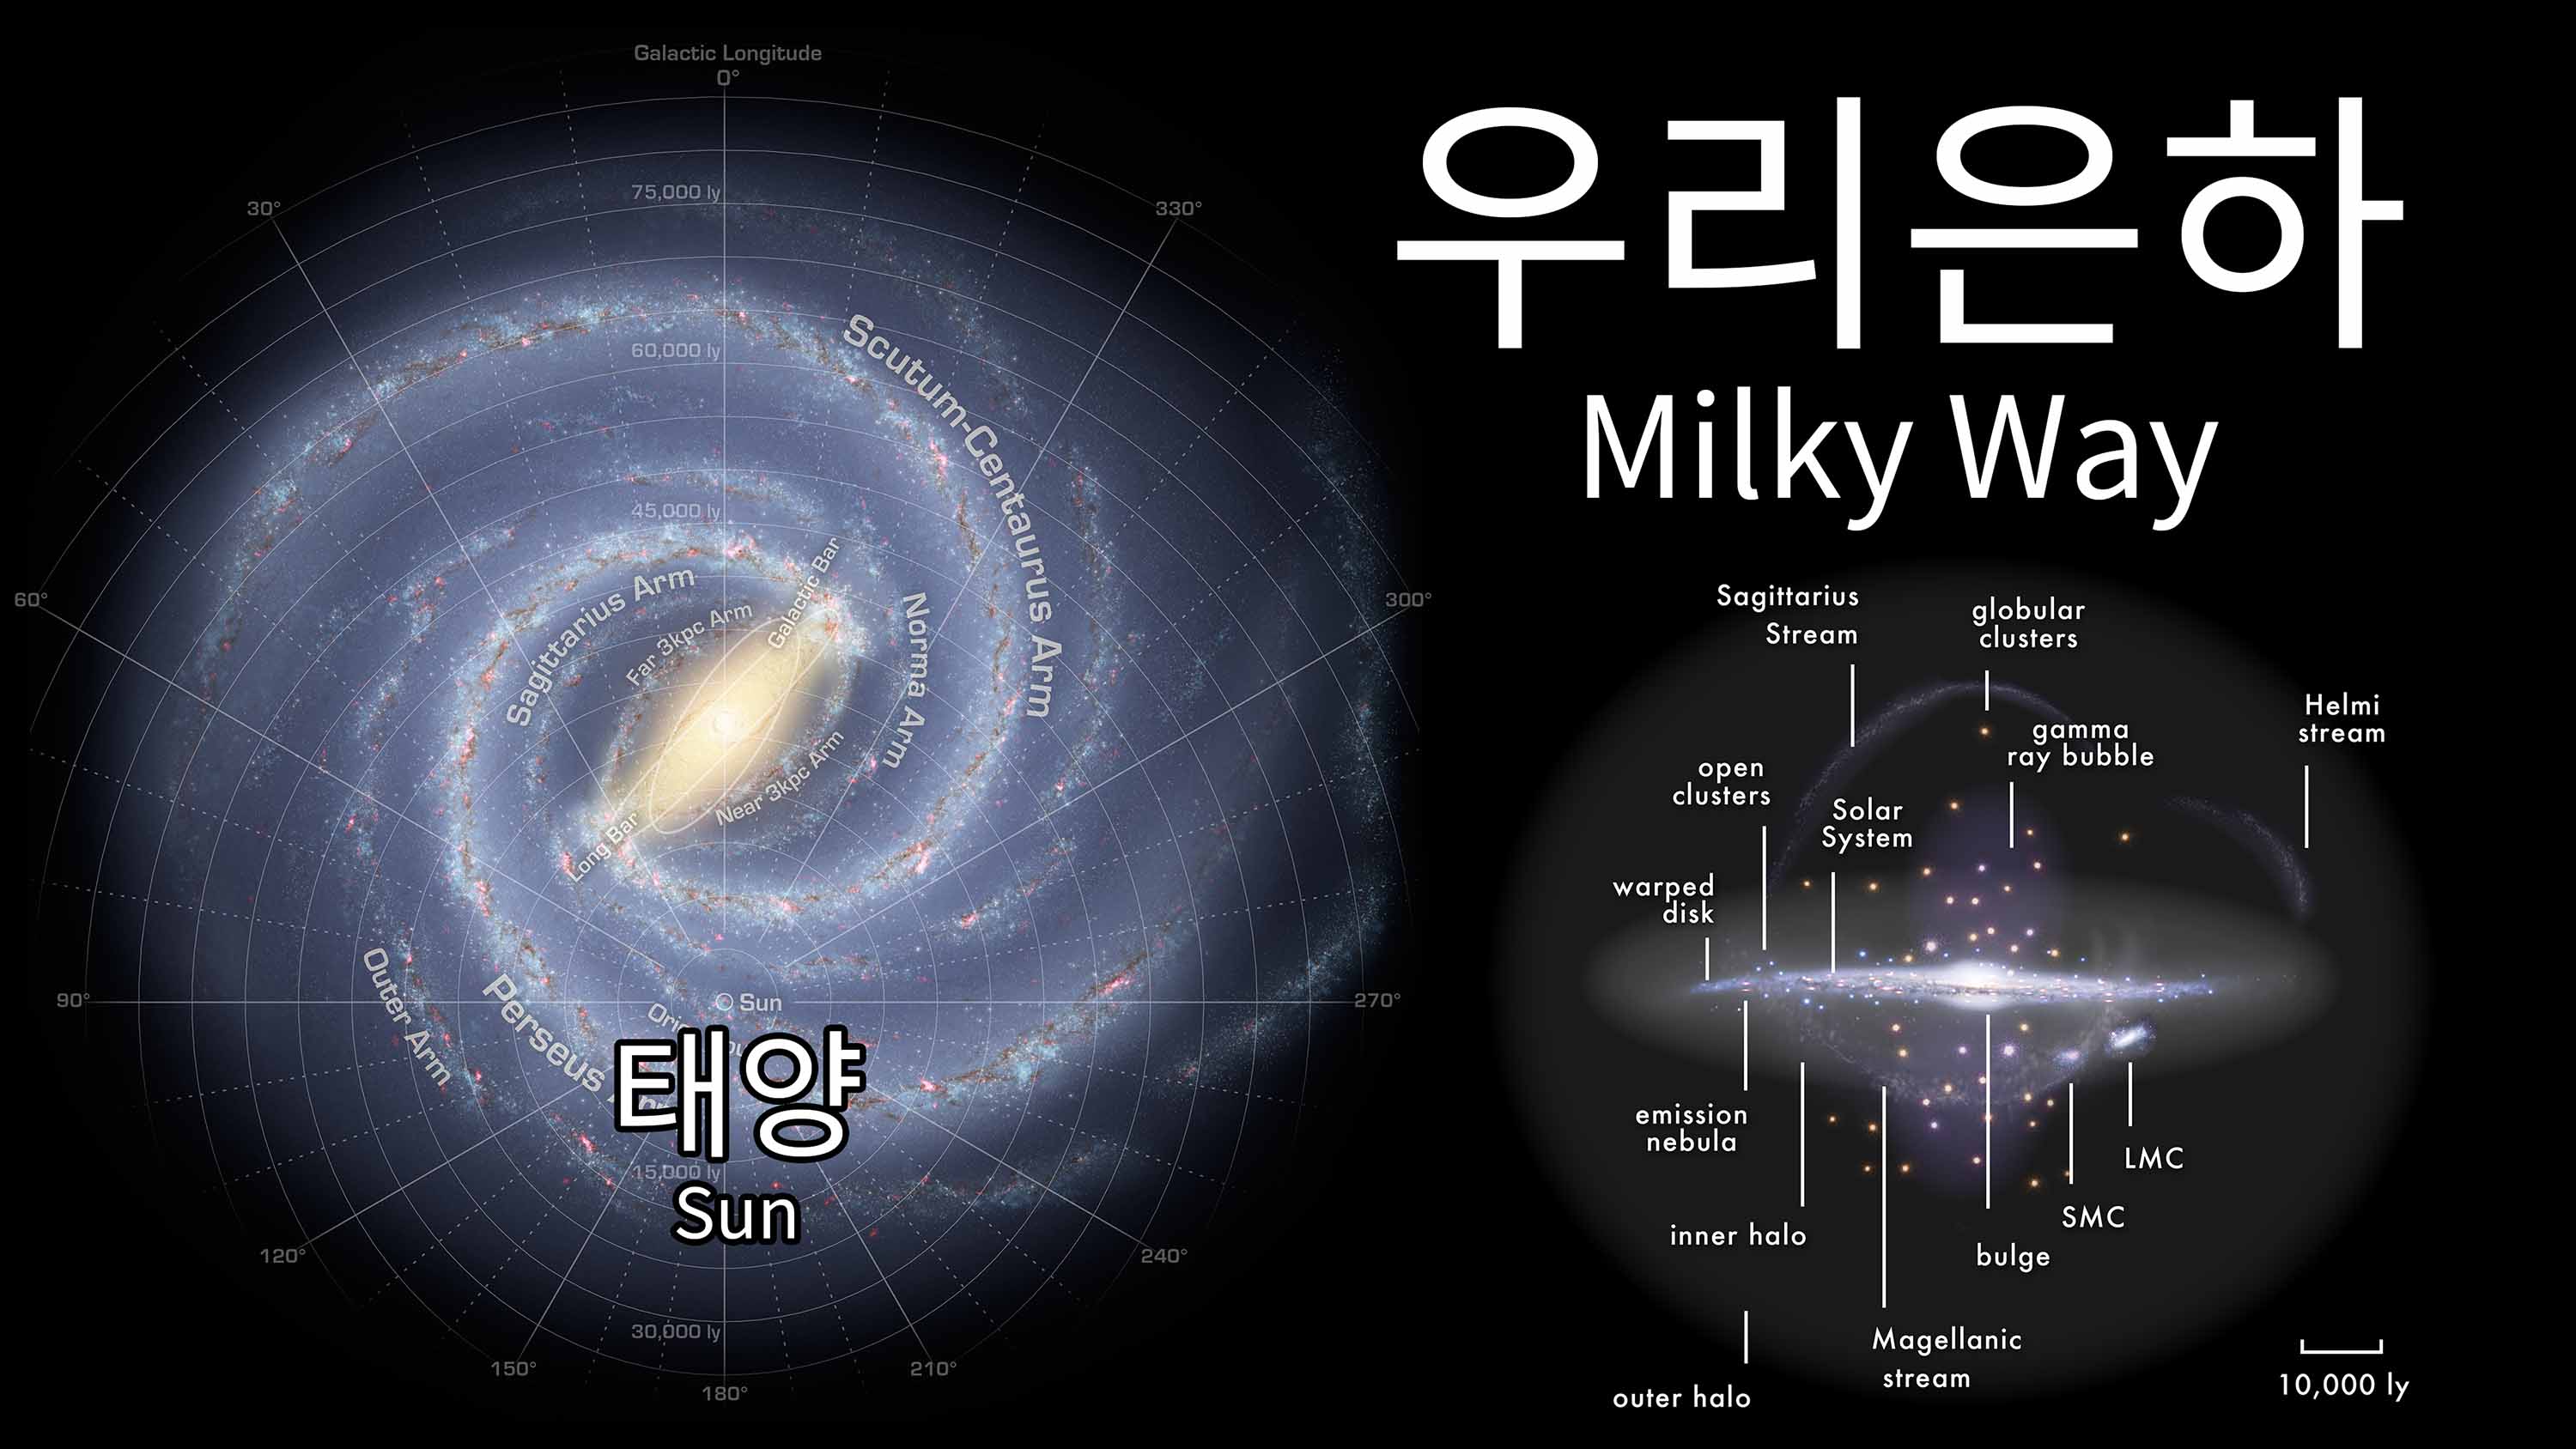 Galactic Longitude
0°
30°
330°
75,000 ly
60,000 ly
45,000 ly
60°
300°
Scutum-Centaurus Arm
Sagittarius Arm
Far 3kpc Arm
Galactic Bar
Norma Arm
Near 3kpc Arm
Long Bar
Outer Arm
Perseus
90°
270°
Sun
태양
Sun
15,000 ly
30,000 ly
120°
240°
150°
210°
180°
우리은하
Milky Way
Sagittarius
Stream
globular
clusters
Helmi
stream
gamma
ray bubble
open
clusters
Solar
System
warped
disk
emission
nebula
LMC
SMC
inner halo
bulge
Magellanic
stream
outer halo
10,000 ly